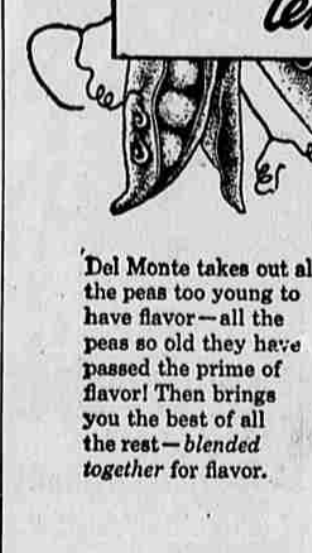 Del Monte takes out al
the peas too young to
have flavor—all the
peas so old they have
passed the prime of
flavor! Then brings
you the best of all
the rest—blended
together for flavor.